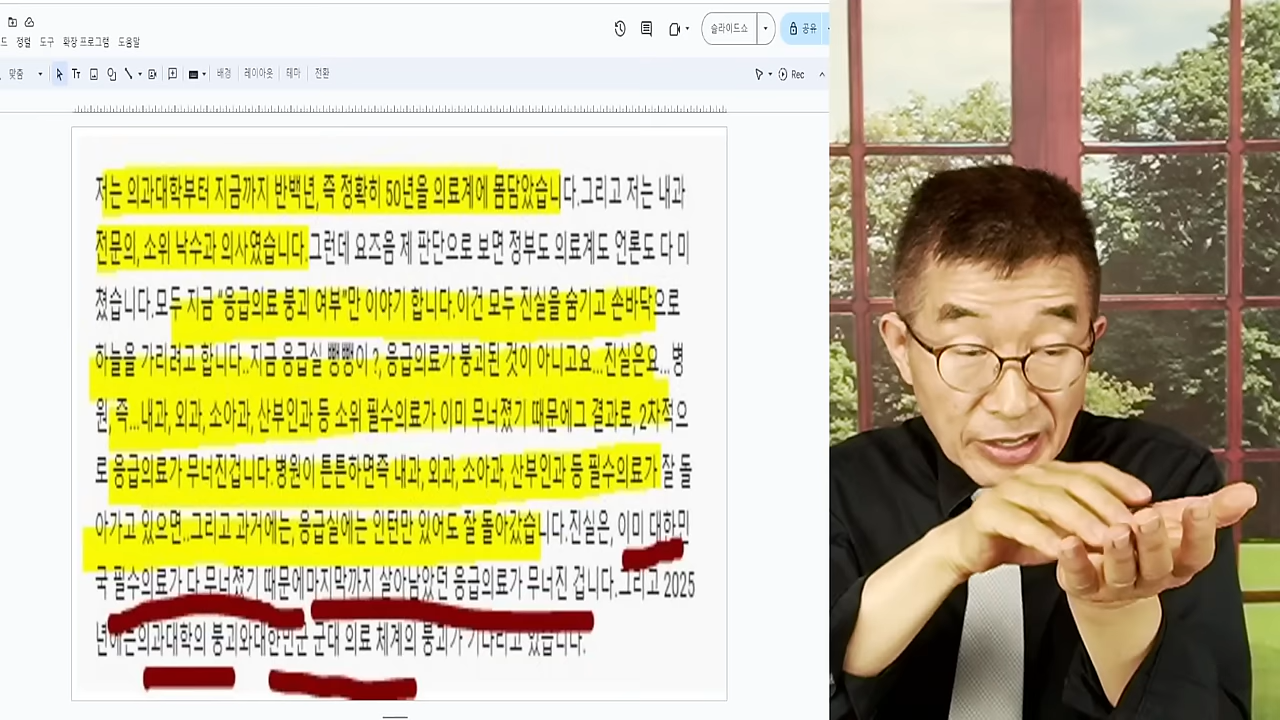 정렬 도구 확장 프로그램 도움말
슬라이드쇼
공유
맞춤
Tr
배경 레이아웃 테마 전환
Rec
저는 의과대학부터 지금까지 반백년, 즉 정확히 50년을 의료계에 몸담았습니다.그리고 저는 내과
전문의, 소위 낙수과 의사였습니다.그런데 요즈음 제 판단으로 보면 정부도 의료계도 언론도 다 미
쳤습니다.모두 지금 “응급의료 붕괴 여부”만 이야기 합니다.이건 모두 진실을 숨기고 손바닥으로
하늘을 가리려고 합니다..지금 응급실 뺑뺑이 ?, 응급의료가 붕괴된 것이 아니고요...진실은요... 병
원, 즉...내과, 외과, 소아과, 산부인과 등 소위 필수의료가 이미 무너졌기 때문에그 결과로, 2차적으
로 응급의료가 무너진겁니다.병원이 튼튼하면즉 내과, 외과, 소아과, 산부인과 등 필수의료가 잘 돌
아가고 있으면..그리고 과거에는, 응급실에는 인턴만 있어도 잘 돌아갔습니다.진실은, 이미 대한민
국 필수의료가 다 무너졌기 때문에마지막까지 살아남았던 응급의료가 무너진 겁니다.그리고 2025
년에는의과대학의 붕괴와대한민군 군대 의료 체계의 붕괴가 기다리고 있습니다.